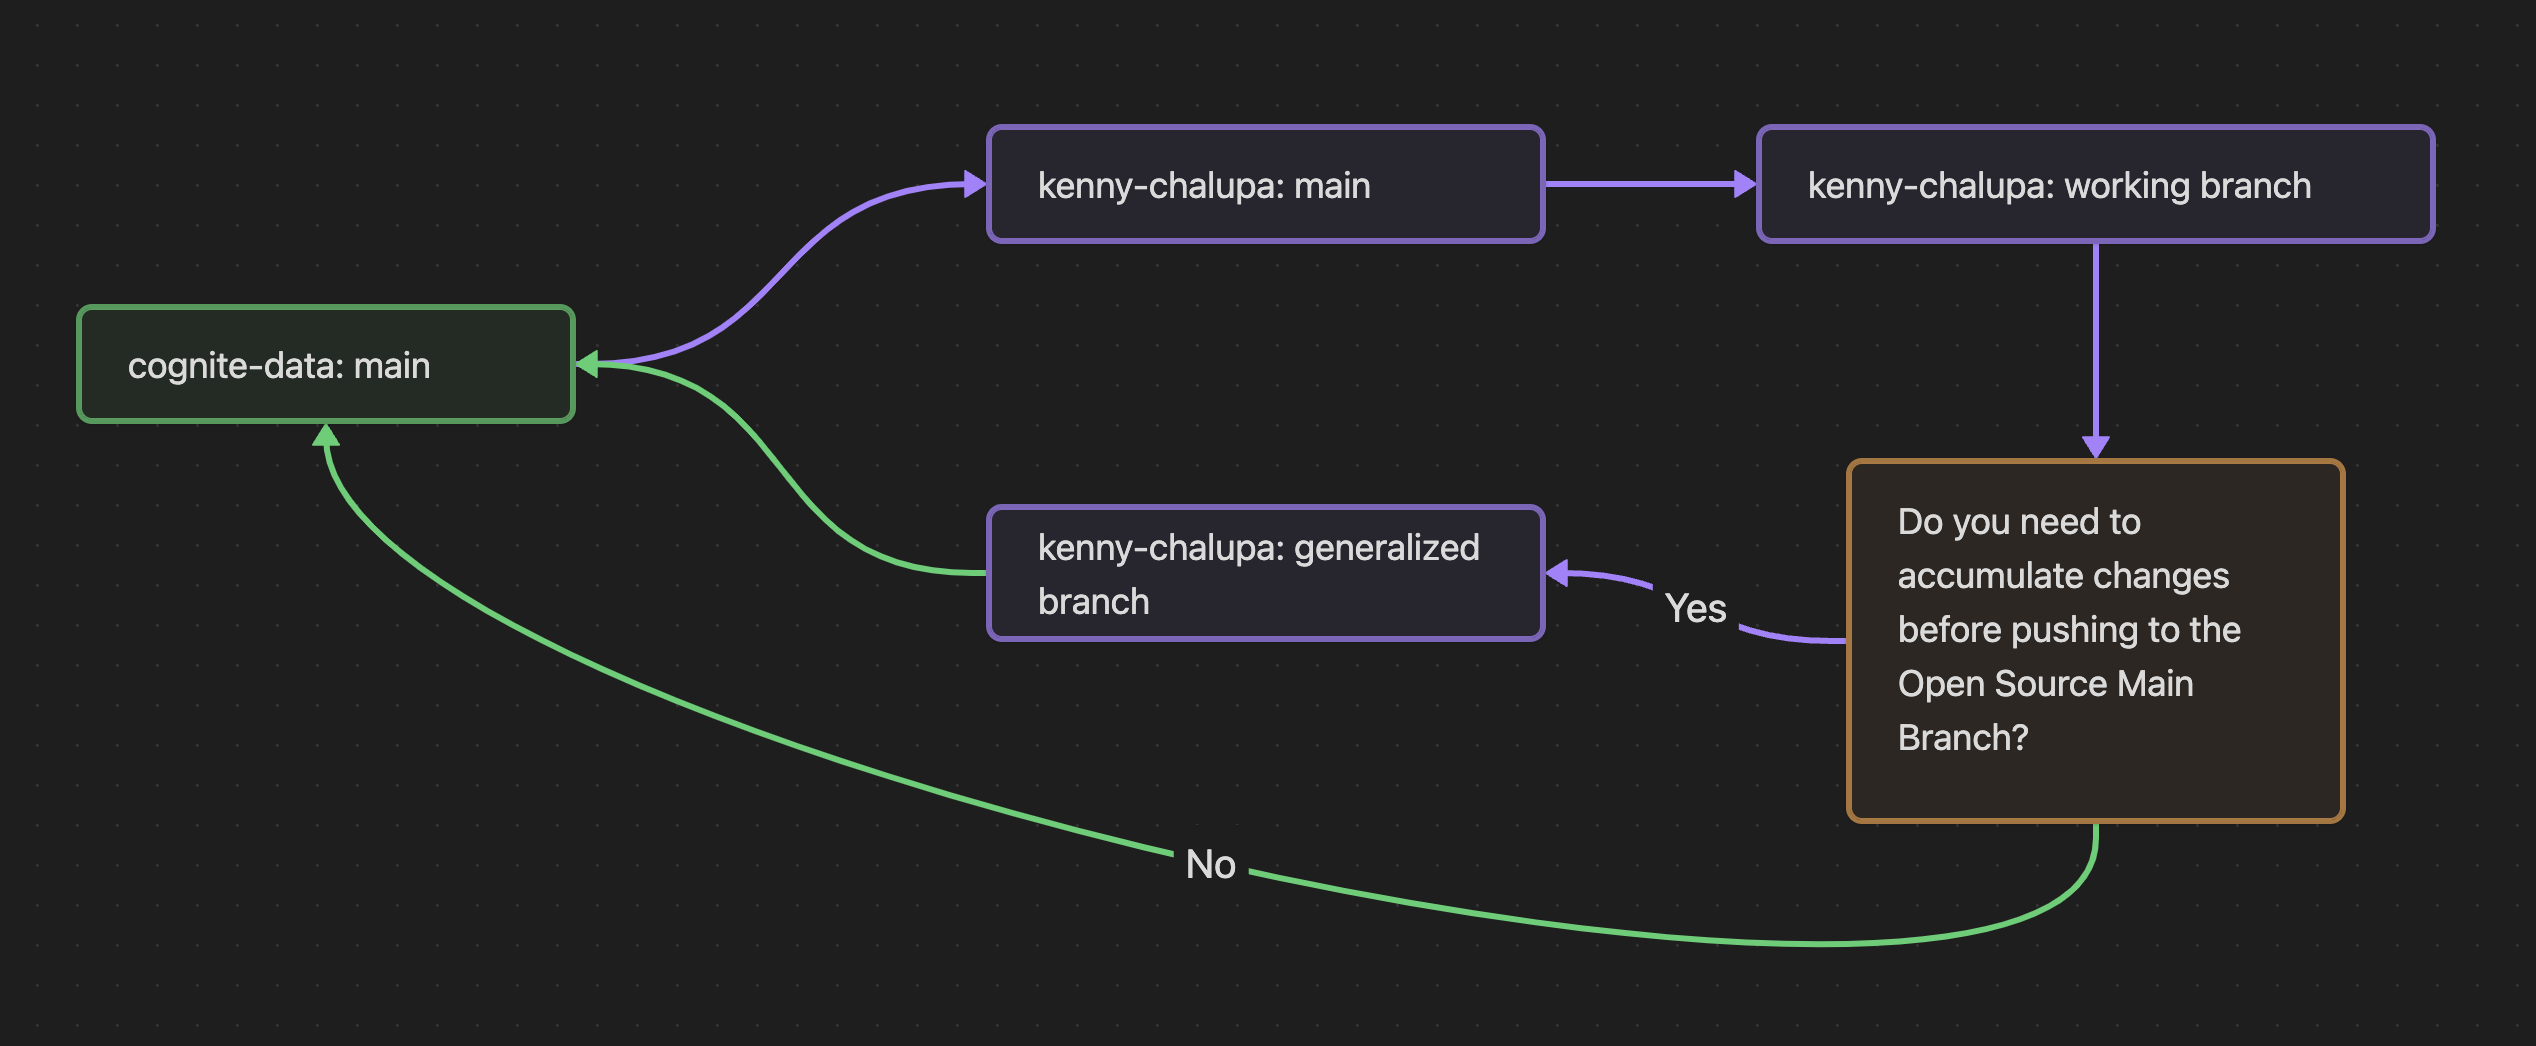 kenny-chalupa: main
kenny-chalupa: working branch
cognite-data: main
Do you need to
accumulate changes
before pushing to the
Open Source Main
Branch?
kenny-chalupa: generalized
branch
Yes
No